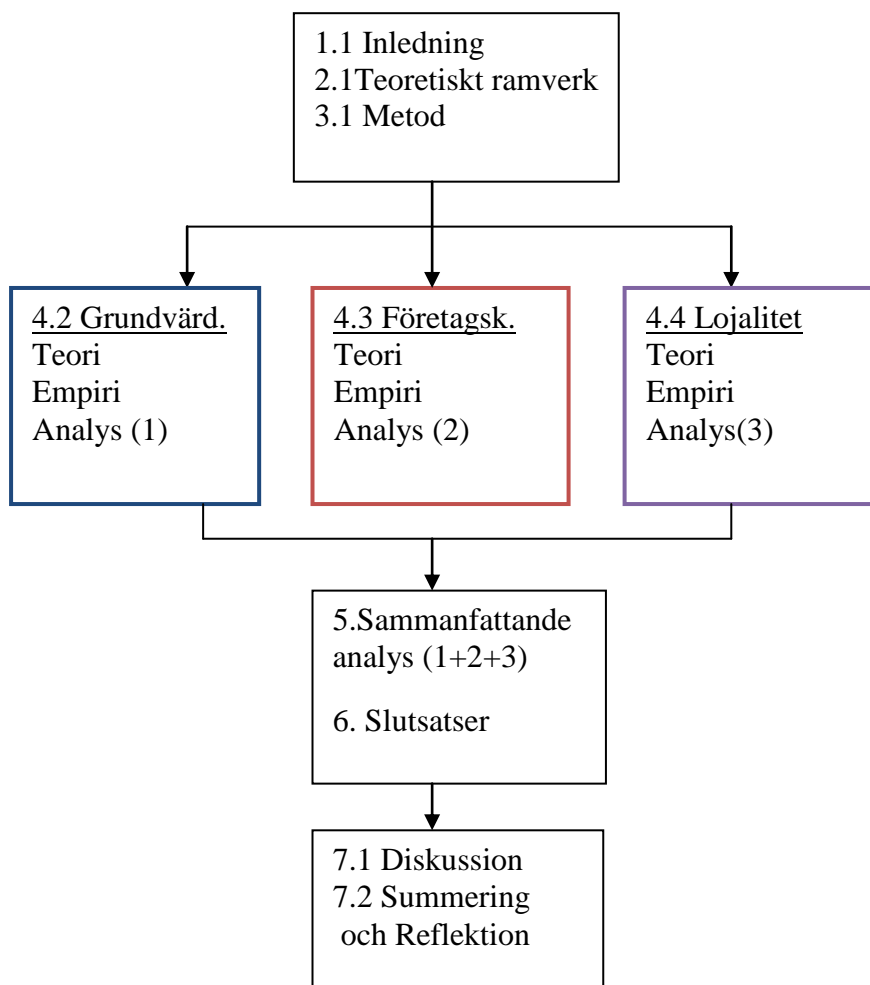 1.1 Inledning
2.1Teoretiskt ramverk
3.1 Metod
4.2 Grundvärd.
Teori
Empiri
Analys (1)
4.3 Företagsk.
Teori
Empiri
Analys (2)
4.4 Lojalitet
Teori
Empiri
Analys(3)
5.Sammanfattande
analys (1+2+3)
6. Slutsatser
7.1 Diskussion
7.2 Summering
och Reflektion